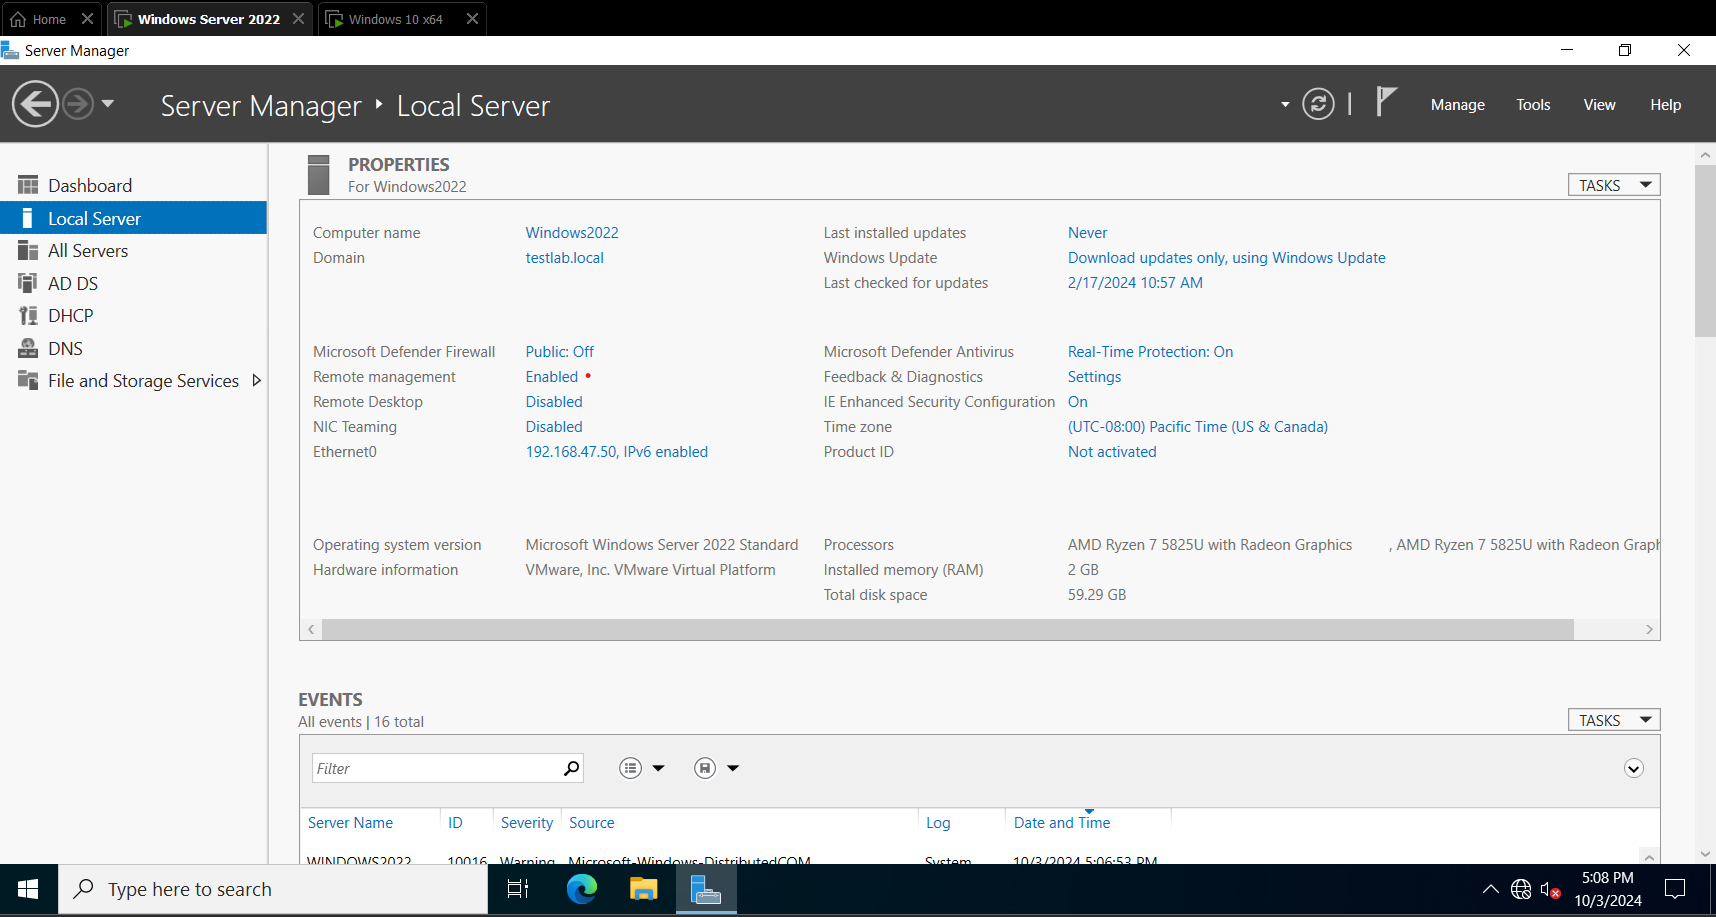 Home
Windows Server 2022
Windows 10 x64
Server Manager
Server Manager ‣ Local Server
Manage
Tools
View
Help
Dashboard
Local Server
All Servers
AD DS
DHCP
DNS
File and Storage Services
PROPERTIES
For Windows2022
TASKS
Computer name Windows2022
Domain testlab.local
Last installed updates Never
Windows Update Download updates only, using Windows Update
Last checked for updates 2/17/2024 10:57 AM
Microsoft Defender Firewall Public: Off
Remote management Enabled
Remote Desktop Disabled
NIC Teaming Disabled
Ethernet0 192.168.47.50, IPv6 enabled
Microsoft Defender Antivirus Real-Time Protection: On
Feedback & Diagnostics Settings
IE Enhanced Security Configuration On
Time zone (UTC-08:00) Pacific Time (US & Canada)
Product ID Not activated
Operating system version Microsoft Windows Server 2022 Standard
Hardware information VMware, Inc. VMware Virtual Platform
Processors AMD Ryzen 7 5825U with Radeon Graphics , AMD Ryzen 7 5825U with Radeon Graph
Installed memory (RAM) 2 GB
Total disk space 59.29 GB
EVENTS
All events | 16 total
TASKS
Filter
Server Name ID Severity Source Log Date and Time
WINDOWS2022 10016 Warning Microsoft-Windows-DistributedCOM System 10/3/2024 5:06:53 PM
Type here to search
5:08 PM
10/3/2024